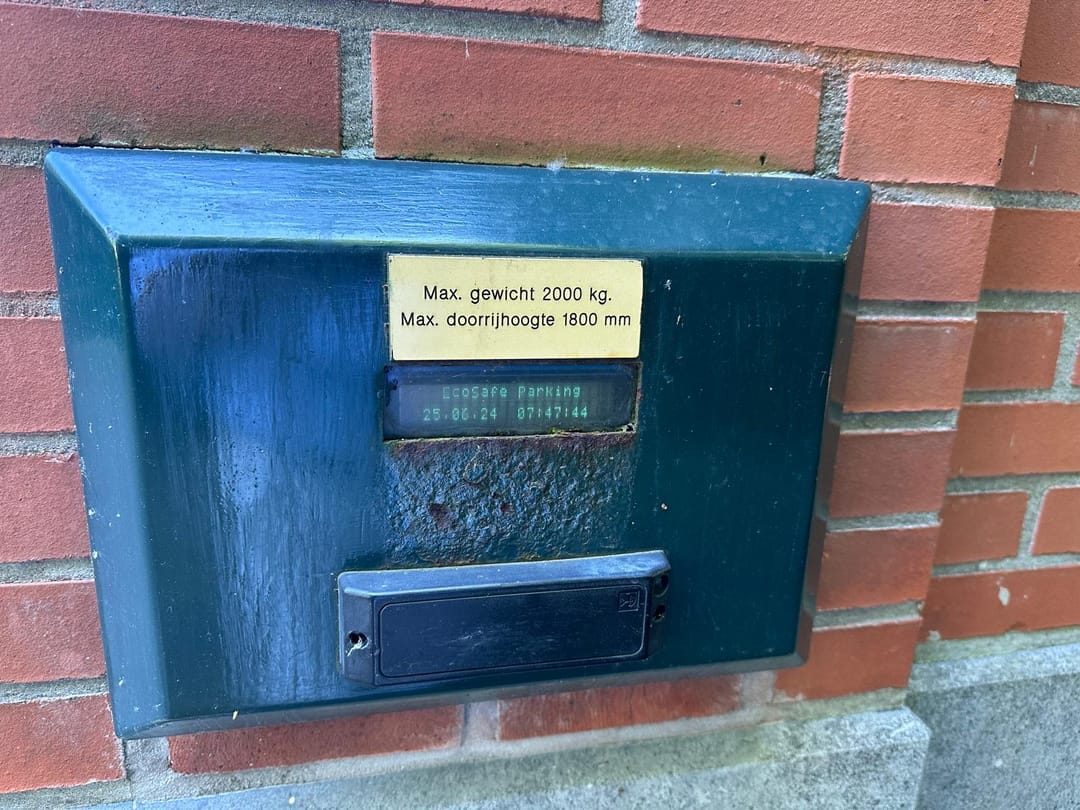 Max. gewicht 2000 kg.
Max. doorrijhoogte 1800 mm
EcoSafe Parking
25.06.24 07:47:44